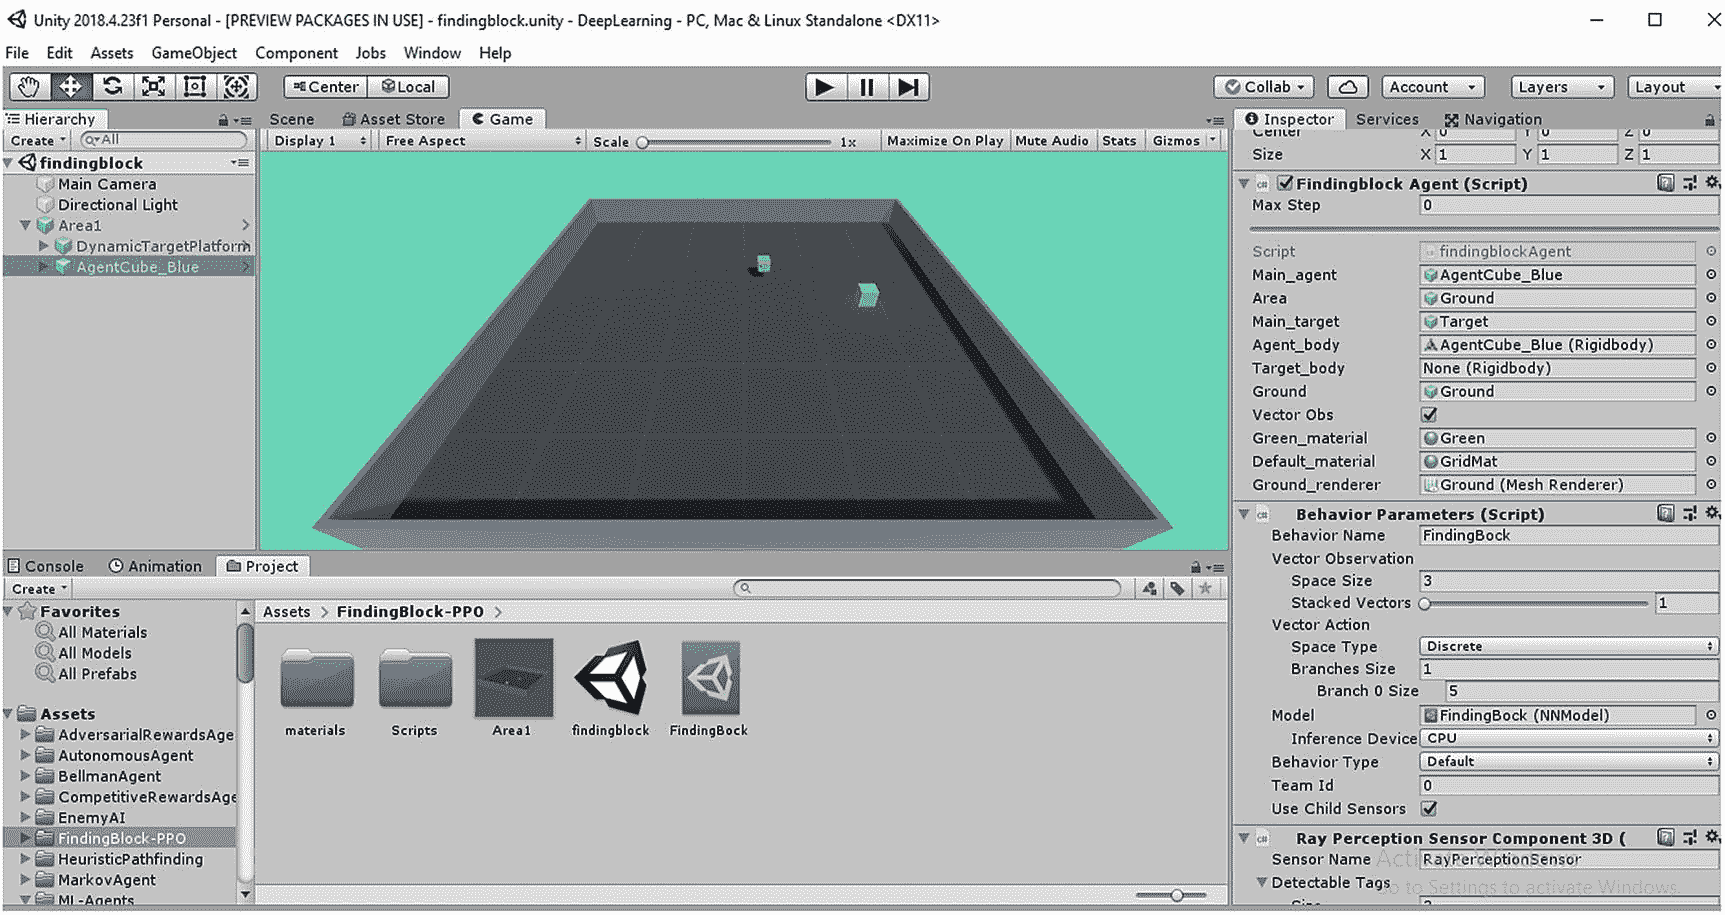 Unity 2018.4.23f1 Personal - [PREVIEW PACKAGES IN USE] - findingblock.unity - DeepLearning - PC, Mac & Linux Standalone <DX11>
File Edit Assets GameObject Component Jobs Window Help
Center Local Collab Account Layers Layout
Hierarchy
Create All
findingblock
Main Camera
Directional Light
Area1
DynamicTargetPlatform
AgentCube_Blue
Scene Asset Store Game
Display 1 Free Aspect Scale 1x Maximize On Play Mute Audio Stats Gizmos
Inspector Services Navigation
Center X 0 Y 0 Z 0
Size X 1 Y 1 Z 1
Findingblock Agent (Script)
Max Step 0
Script findingblockAgent
Main_agent AgentCube_Blue
Area Ground
Main_target Target
Agent_body AgentCube_Blue (Rigidbody)
Target_body None (Rigidbody)
Ground Ground
Vector Obs
Green_material Green
Default_material GridMat
Ground_renderer Ground (Mesh Renderer)
Behavior Parameters (Script)
Behavior Name FindingBock
Vector Observation
Space Size 3
Stacked Vectors 1
Vector Action
Space Type Discrete
Branches Size 1
Branch 0 Size 5
Model FindingBock (NNModel)
Inference Device CPU
Behavior Type Default
Team Id 0
Use Child Sensors
Ray Perception Sensor Component 3D (
Sensor Name RayPerceptionSensor
Detectable Tags
Activate Windows
Go to Settings to activate Windows.
Console Animation Project
Create
Favorites
All Materials
All Models
All Prefabs
Assets
AdversarialRewardsAge
AutonomousAgent
BellmanAgent
CompetitiveRewardsAge
EnemyAI
FindingBlock-PPO
HeuristicPathfinding
MarkovAgent
ML-Agents
Assets > FindingBlock-PPO >
materials Scripts Area1 findingblock FindingBock